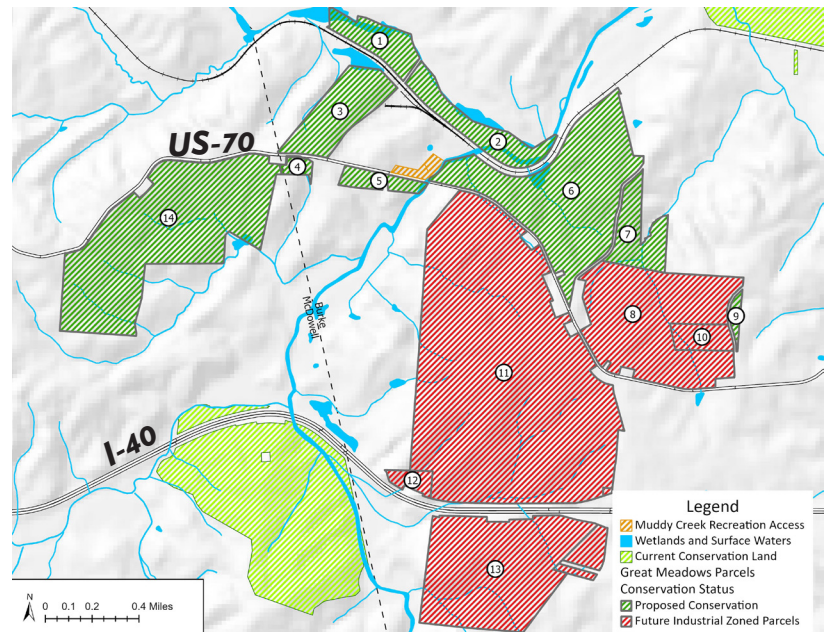 1
2
3
US-70
4
5
6
14
7
8
9
10
Burke
McDowell
11
I-40
12
13
Legend
Muddy Creek Recreation Access
Wetlands and Surface Waters
Current Conservation Land
Great Meadows Parcels
Conservation Status
Proposed Conservation
Future Industrial Zoned Parcels
N
0 0.1 0.2 0.4 Miles